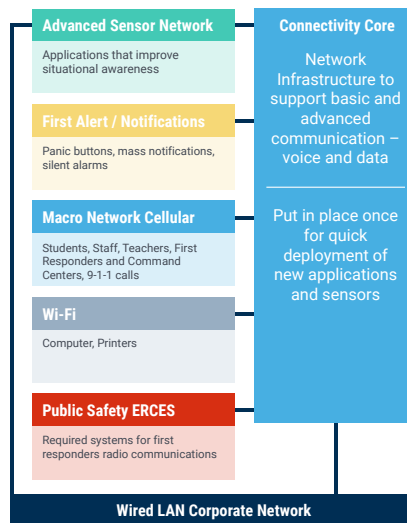 Advanced Sensor Network
Applications that improve
situational awareness
First Alert / Notifications
Panic buttons, mass notifications,
silent alarms
Macro Network Cellular
Students, Staff, Teachers, First
Responders and Command
Centers, 9-1-1 calls
Wi-Fi
Computer, Printers
Public Safety ERCES
Required systems for first
responders radio communications
Connectivity Core
Network
Infrastructure to
support basic and
advanced
communication –
voice and data
Put in place once
for quick
deployment of
new applications
and sensors
Wired LAN Corporate Network